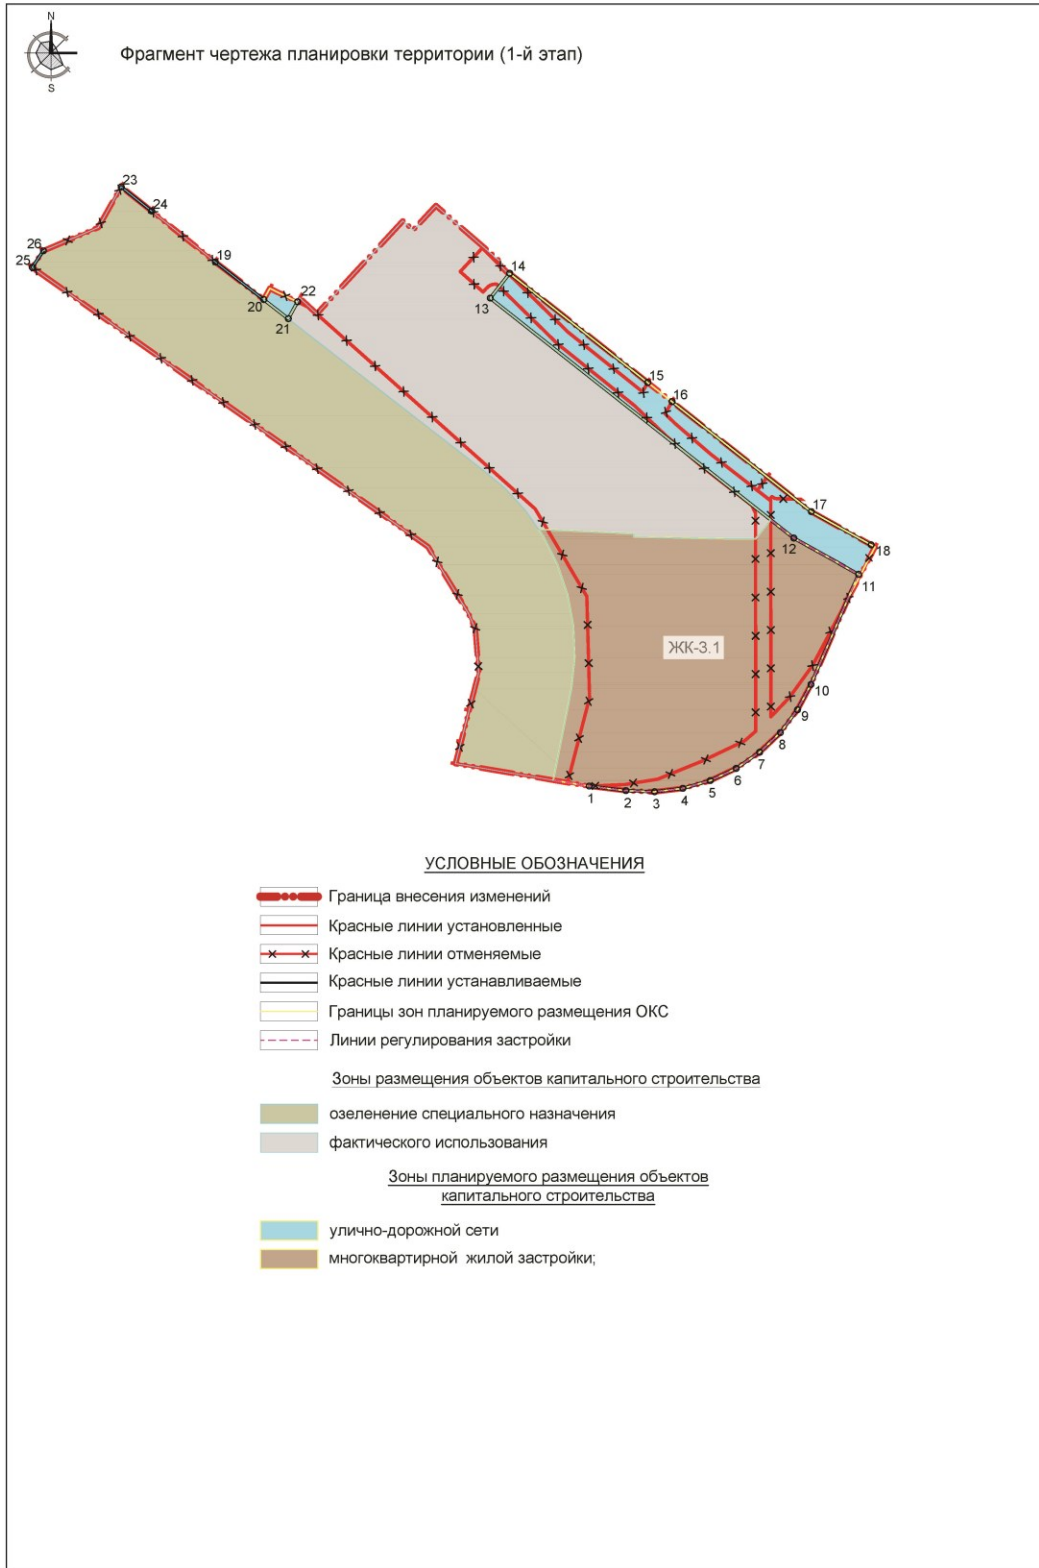 N
Фрагмент чертежа планировки территории (1-й этап)
S
23
24
26
25
19
20
22
21
14
13
15
16
17
12
18
11
ЖК-3.1
10
9
8
7
6
5
4
3
2
1
УСЛОВНЫЕ ОБОЗНАЧЕНИЯ
Граница внесения изменений
Красные линии установленные
Красные линии отменяемые
Красные линии устанавливаемые
Границы зон планируемого размещения ОКС
Линии регулирования застройки
Зоны размещения объектов капитального строительства
озеленение специального назначения
фактического использования
Зоны планируемого размещения объектов
капитального строительства
улично-дорожной сети
многоквартирной жилой застройки;